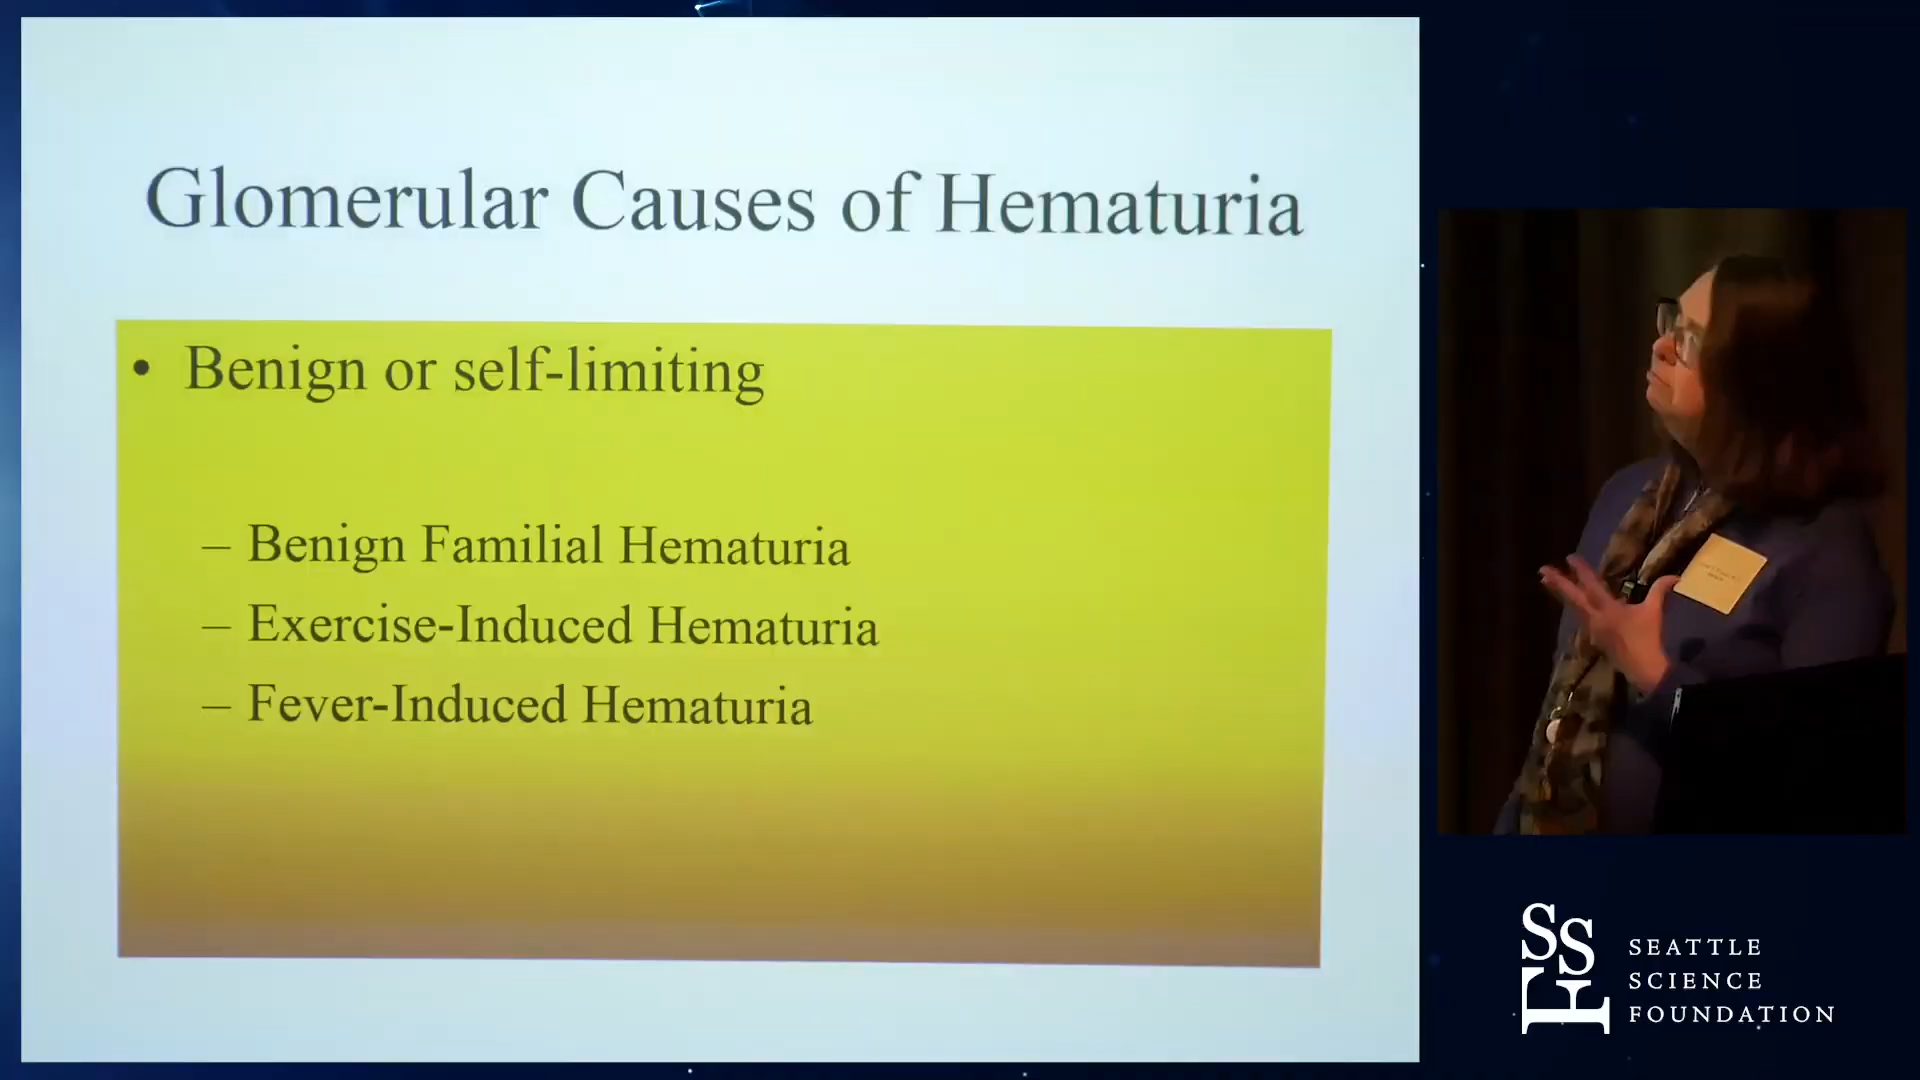 Glomerular Causes of Hematuria
• Benign or self-limiting
– Benign Familial Hematuria
– Exercise-Induced Hematuria
– Fever-Induced Hematuria
SSF
SEATTLE
SCIENCE
FOUNDATION